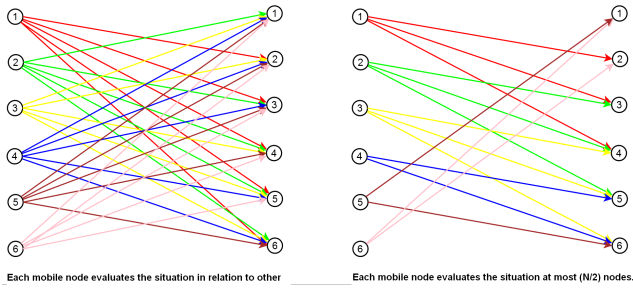 1 1 1 1
2 2 2 2
3 3 3 3
4 4 4 4
5 5 5 5
6 6 6 6
Each mobile node evaluates the situation in relation to other
Each mobile node evaluates the situation at most (N/2) nodes.